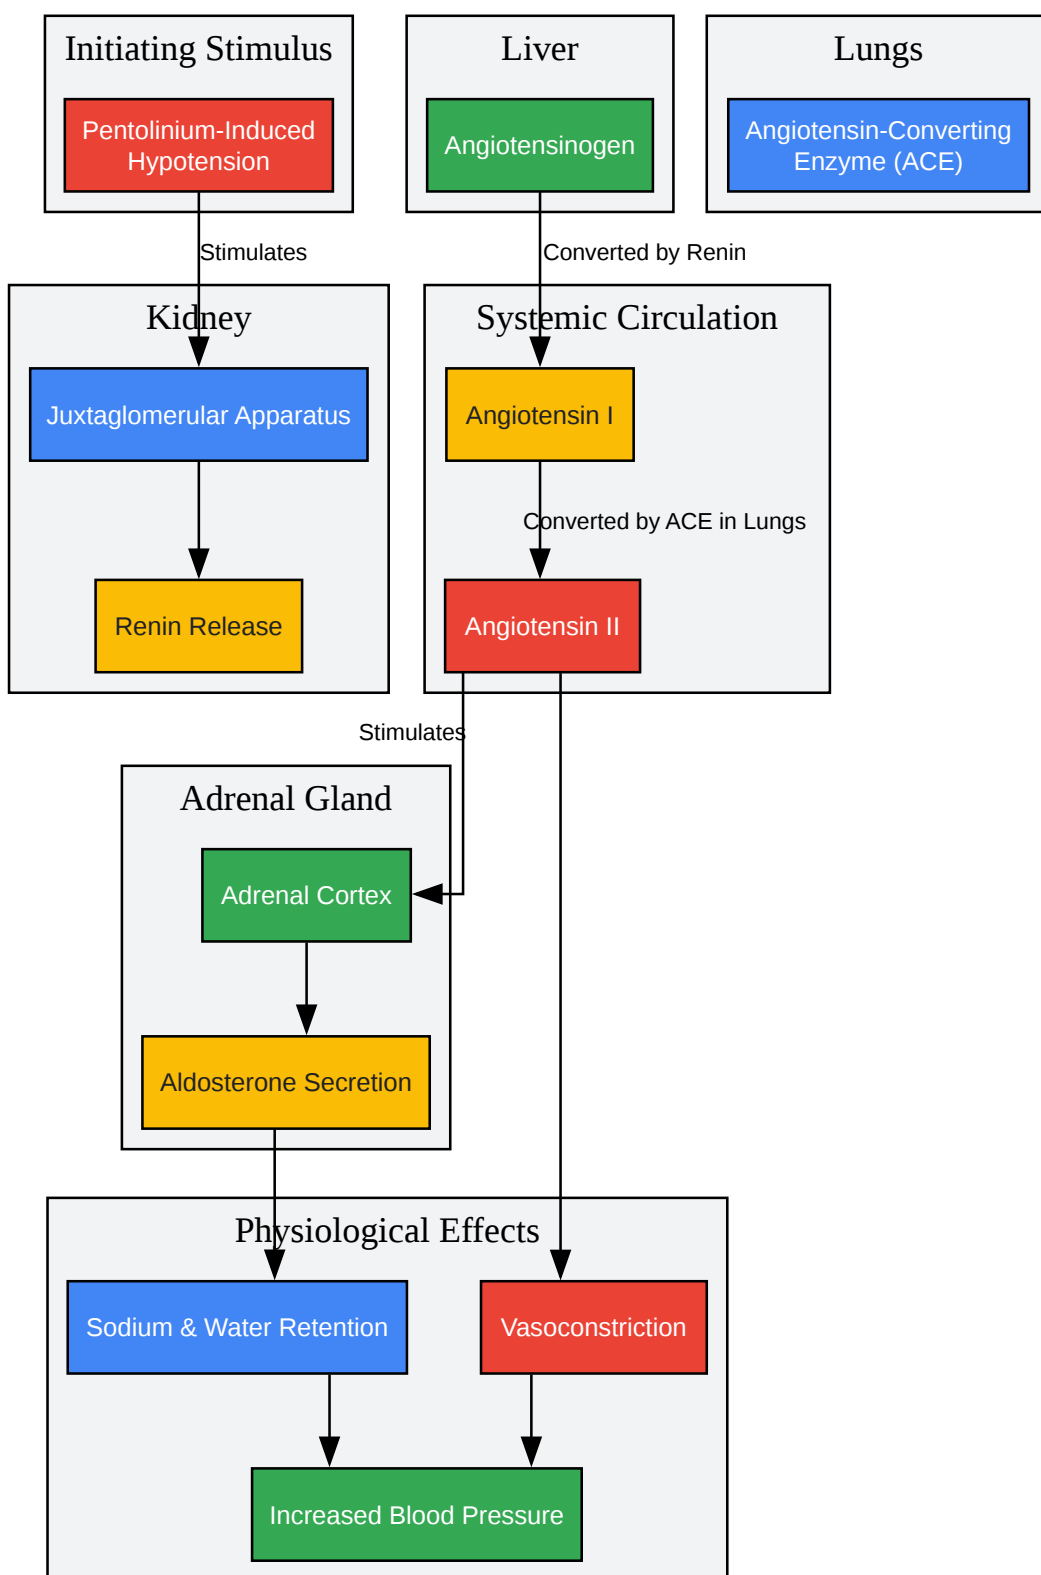 Initiating Stimulus
Pentolinium-Induced
Hypotension
Liver
Angiotensinogen
Lungs
Angiotensin-Converting
Enzyme (ACE)
Stimulates
Converted by Renin
Kidney
Juxtaglomerular Apparatus
Renin Release
Systemic Circulation
Angiotensin I
Converted by ACE in Lungs
Angiotensin II
Stimulates
Adrenal Gland
Adrenal Cortex
Aldosterone Secretion
Physiological Effects
Sodium & Water Retention
Vasoconstriction
Increased Blood Pressure